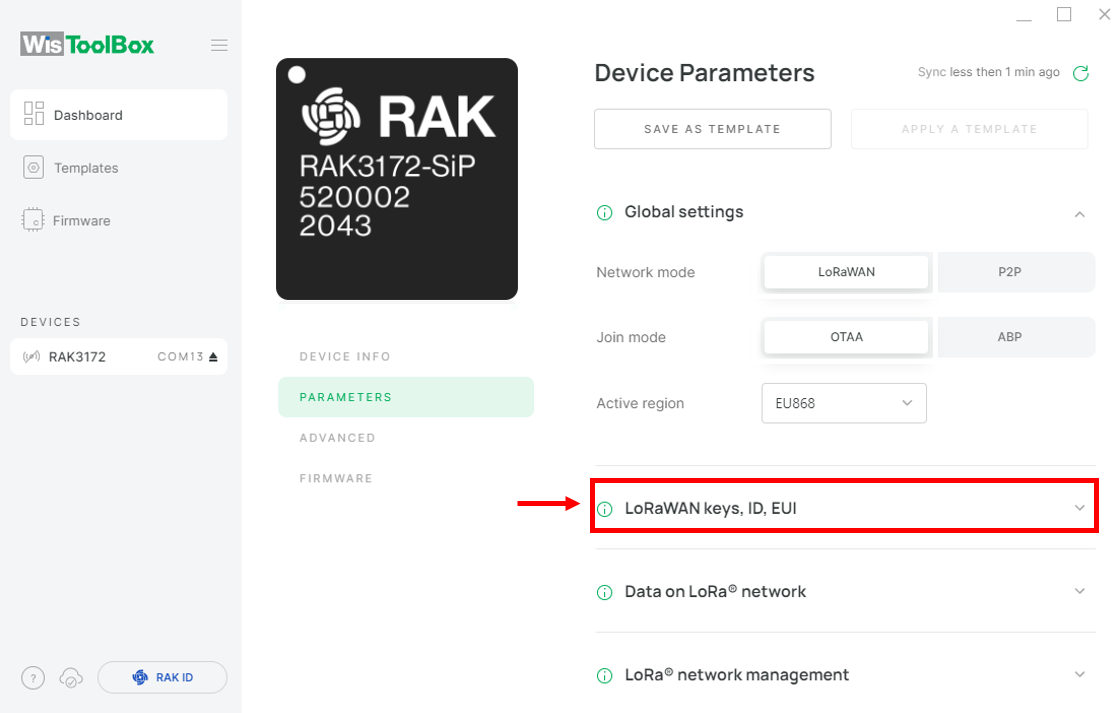 WisToolBox
Dashboard
Templates
Firmware
DEVICES
RAK3172 COM13
?
RAK ID
RAK
RAK3172-SiP
520002
2043
DEVICE INFO
PARAMETERS
ADVANCED
FIRMWARE
Device Parameters
Sync less then 1 min ago
SAVE AS TEMPLATE
APPLY A TEMPLATE
Global settings
Network mode LoRaWAN P2P
Join mode OTAA ABP
Active region EU868
LoRaWAN keys, ID, EUI
Data on LoRa® network
LoRa® network management